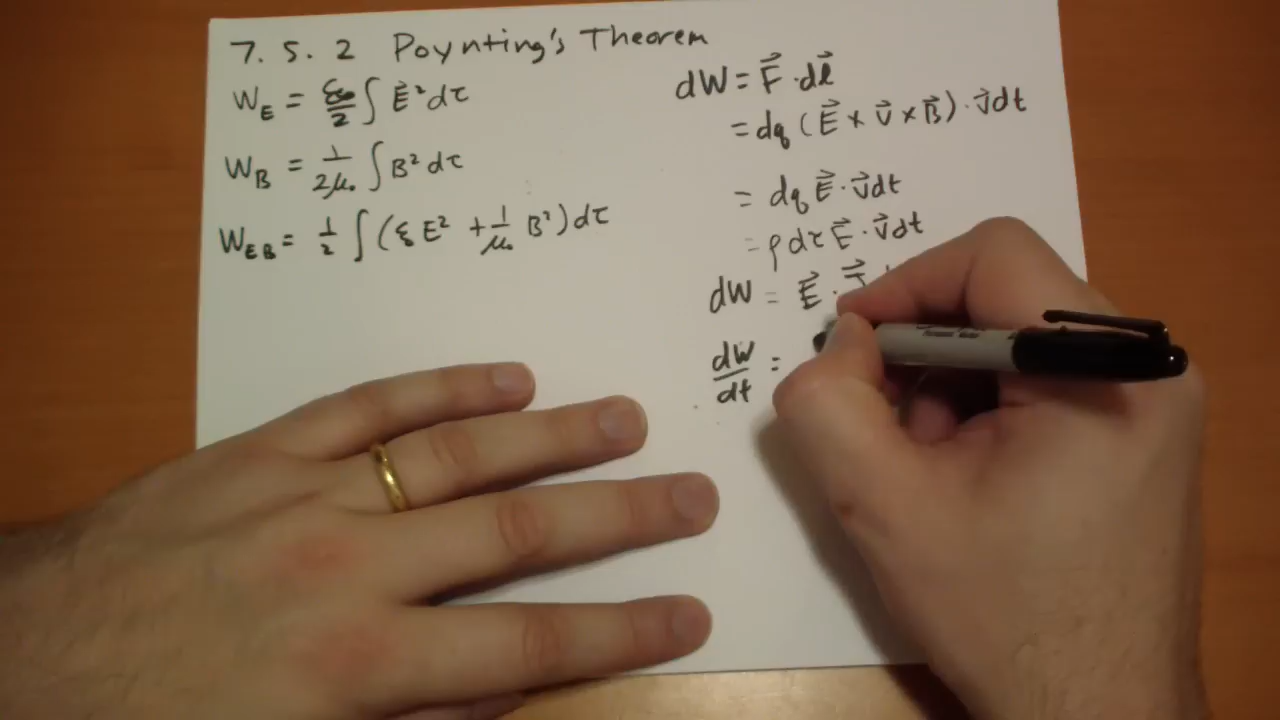 7.5.2 Poynting's Theorem
W_E = ε₀/2 ∫ E⃗² dτ
W_B = 1/2μ₀ ∫ B² dτ
W_EB = 1/2 ∫ (ε₀ E² + 1/μ₀ B²) dτ
dW = F⃗ · dl⃗
= dq (E⃗ × v⃗ × B⃗) · v⃗dt
= dq E⃗ · v⃗dt
= ρ dτ E⃗ · v⃗dt
dW = E⃗ · J⃗
dW/dt =